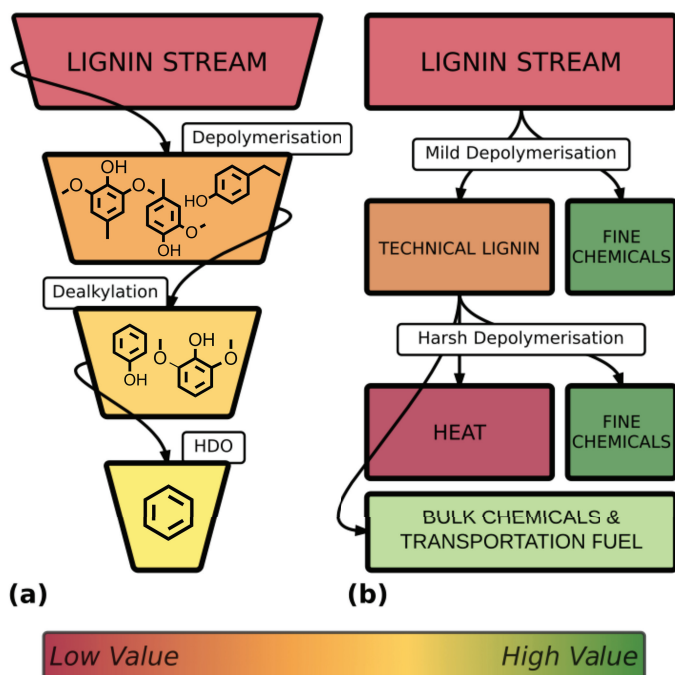 LIGNIN STREAM
Depolymerisation
OH
O
O
HO
O
OH
Dealkylation
OH
O
O
OH
HDO
(a)
LIGNIN STREAM
Mild Depolymerisation
TECHNICAL LIGNIN
FINE
CHEMICALS
Harsh Depolymerisation
HEAT
FINE
CHEMICALS
BULK CHEMICALS &
TRANSPORTATION FUEL
(b)
Low Value
High Value